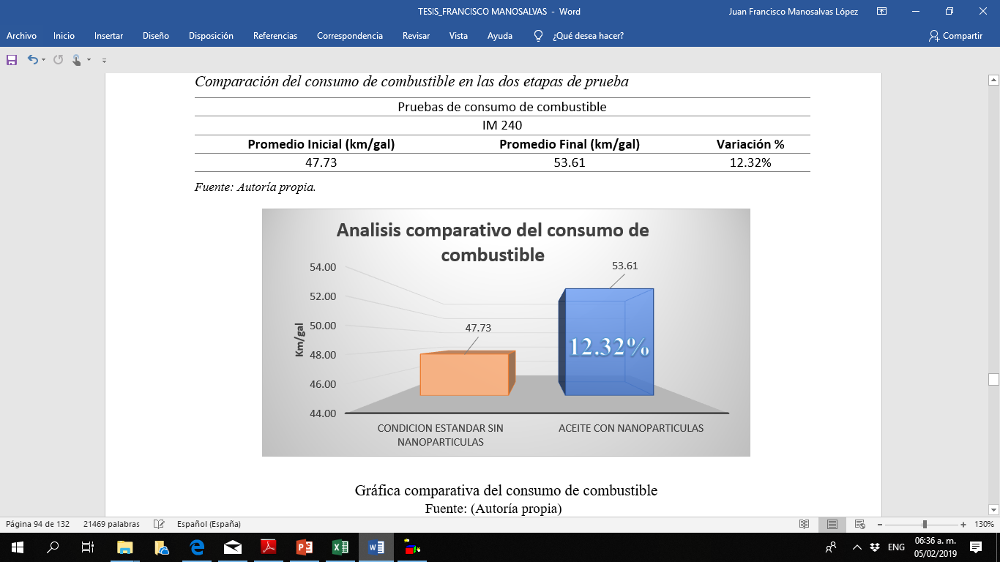 TESIS_FRANCISCO MANOSALVAS - Word
Juan Francisco Manosalvas López
Archivo Inicio Insertar Diseño Disposición Referencias Correspondencia Revisar Vista Ayuda ¿Qué desea hacer? Compartir
Comparación del consumo de combustible en las dos etapas de prueba
Pruebas de consumo de combustible
IM 240
Promedio Inicial (km/gal) Promedio Final (km/gal) Variación %
47.73 53.61 12.32%
Fuente: Autoría propia.
Analisis comparativo del consumo de
combustible
54.00
52.00
50.00
48.00
46.00
44.00
Km/gal
47.73
53.61
12.32%
CONDICION ESTANDAR SIN
NANOPARTICULAS
ACEITE CON NANOPARTICULAS
Gráfica comparativa del consumo de combustible
Fuente: (Autoría propia)
Página 94 de 132 21469 palabras Español (España) 130%
ENG
06:36 a. m.
05/02/2019